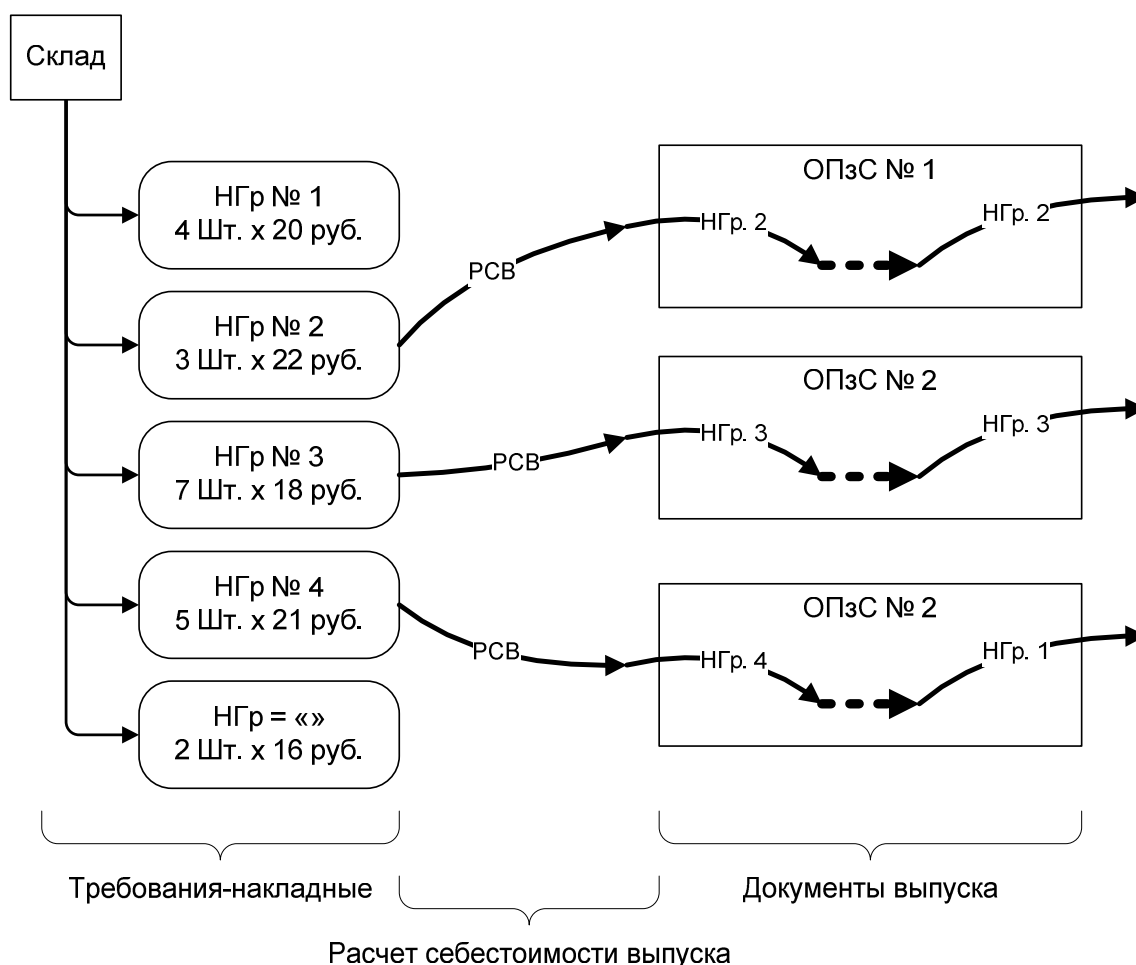 Склад
НГр № 1
4 Шт. х 20 руб.
НГр № 2
3 Шт. х 22 руб.
НГр № 3
7 Шт. х 18 руб.
НГр № 4
5 Шт. х 21 руб.
НГр = «»
2 Шт. х 16 руб.
РСВ
РСВ
РСВ
ОПзС № 1
НГр. 2
НГр. 2
ОПзС № 2
НГр. 3
НГр. 3
ОПзС № 2
НГр. 4
НГр. 1
Требования-накладные
Документы выпуска
Расчет себестоимости выпуска